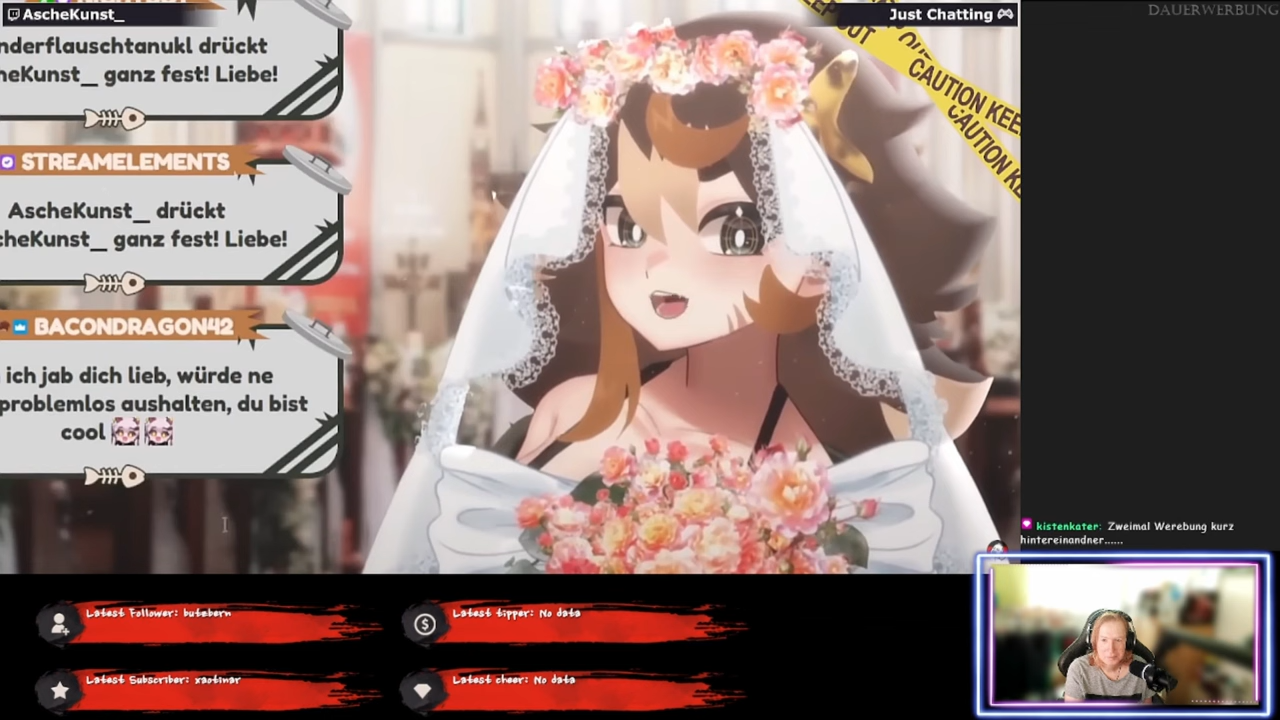 AscheKunst_
Just Chatting
DAUERWERBUNG
nderflauschtanukl drückt
heKunst_ ganz fest! Liebe!
CAUTION KEE
CAUTION KE
STREAMELEMENTS
AscheKunst_ drückt
cheKunst_ ganz fest! Liebe!
BACONDRAGON42
ich jab dich lieb, würde ne
problemlos aushalten, du bist
cool
kistenkater: Zweimal Werebung kurz
hintereinandner......
Latest Follower: butzbern
Latest tipper: No data
Latest Subscriber: xaotinar
Latest cheer: No data